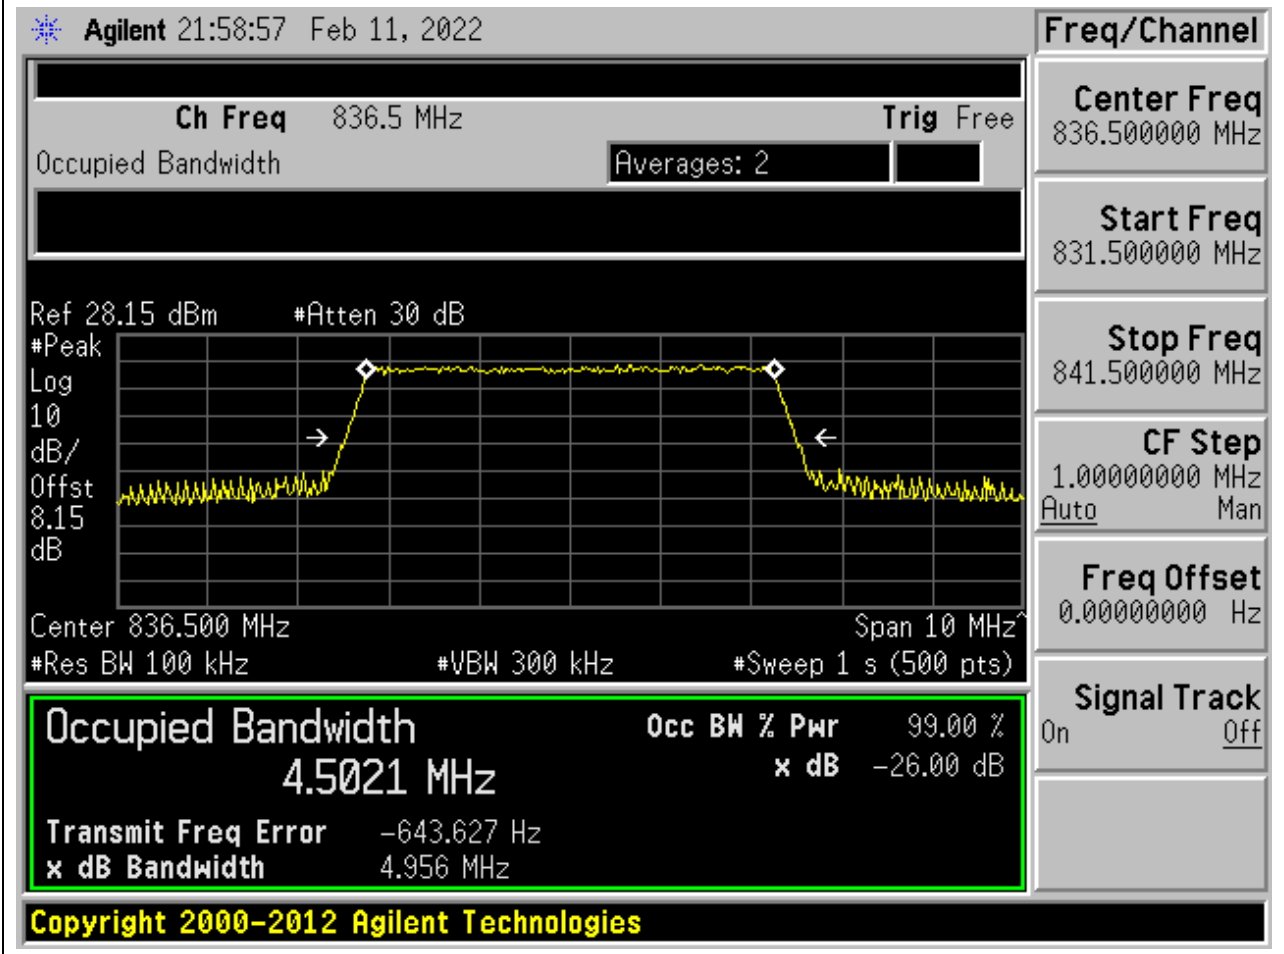 Agilent 21:58:57 Feb 11, 2022
Freq/Channel
Ch Freq 836.5 MHz Trig Free
Occupied Bandwidth Averages: 2
Center Freq
836.500000 MHz
Start Freq
831.500000 MHz
Stop Freq
841.500000 MHz
CF Step
1.00000000 MHz
Auto Man
Freq Offset
0.00000000 Hz
Signal Track
On Off
Ref 28.15 dBm #Atten 30 dB
#Peak
Log
10
dB/
Offst
8.15
dB
Center 836.500 MHz Span 10 MHz^
#Res BW 100 kHz #VBW 300 kHz #Sweep 1 s (500 pts)
Occupied Bandwidth Occ BW % Pwr 99.00 %
4.5021 MHz x dB -26.00 dB
Transmit Freq Error -643.627 Hz
x dB Bandwidth 4.956 MHz
Copyright 2000-2012 Agilent Technologies